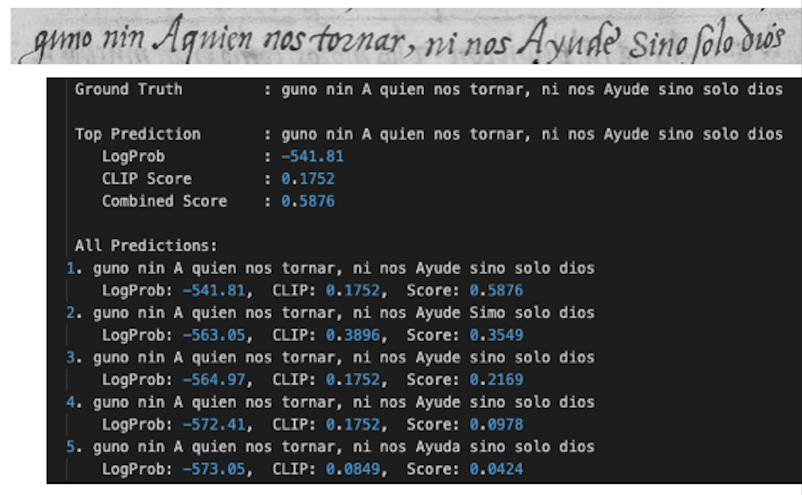 guno nin Aquien nos tornar, ni nos Ayude sino solo dios
Ground Truth : guno nin A quien nos tornar, ni nos Ayude sino solo dios
Top Prediction : guno nin A quien nos tornar, ni nos Ayude sino solo dios
LogProb : -541.81
CLIP Score : 0.1752
Combined Score : 0.5876
All Predictions:
1. guno nin A quien nos tornar, ni nos Ayude sino solo dios
LogProb: -541.81, CLIP: 0.1752, Score: 0.5876
2. guno nin A quien nos tornar, ni nos Ayude Simo solo dios
LogProb: -563.05, CLIP: 0.3896, Score: 0.3549
3. guno nin A quien nos tornar, ni nos Ayude sino solo dios
LogProb: -564.97, CLIP: 0.1752, Score: 0.2169
4. guno nin A quien nos tornar, ni nos Ayude sino solo dios
LogProb: -572.41, CLIP: 0.1752, Score: 0.0978
5. guno nin A quien nos tornar, ni nos Ayuda sino solo dios
LogProb: -573.05, CLIP: 0.0849, Score: 0.0424